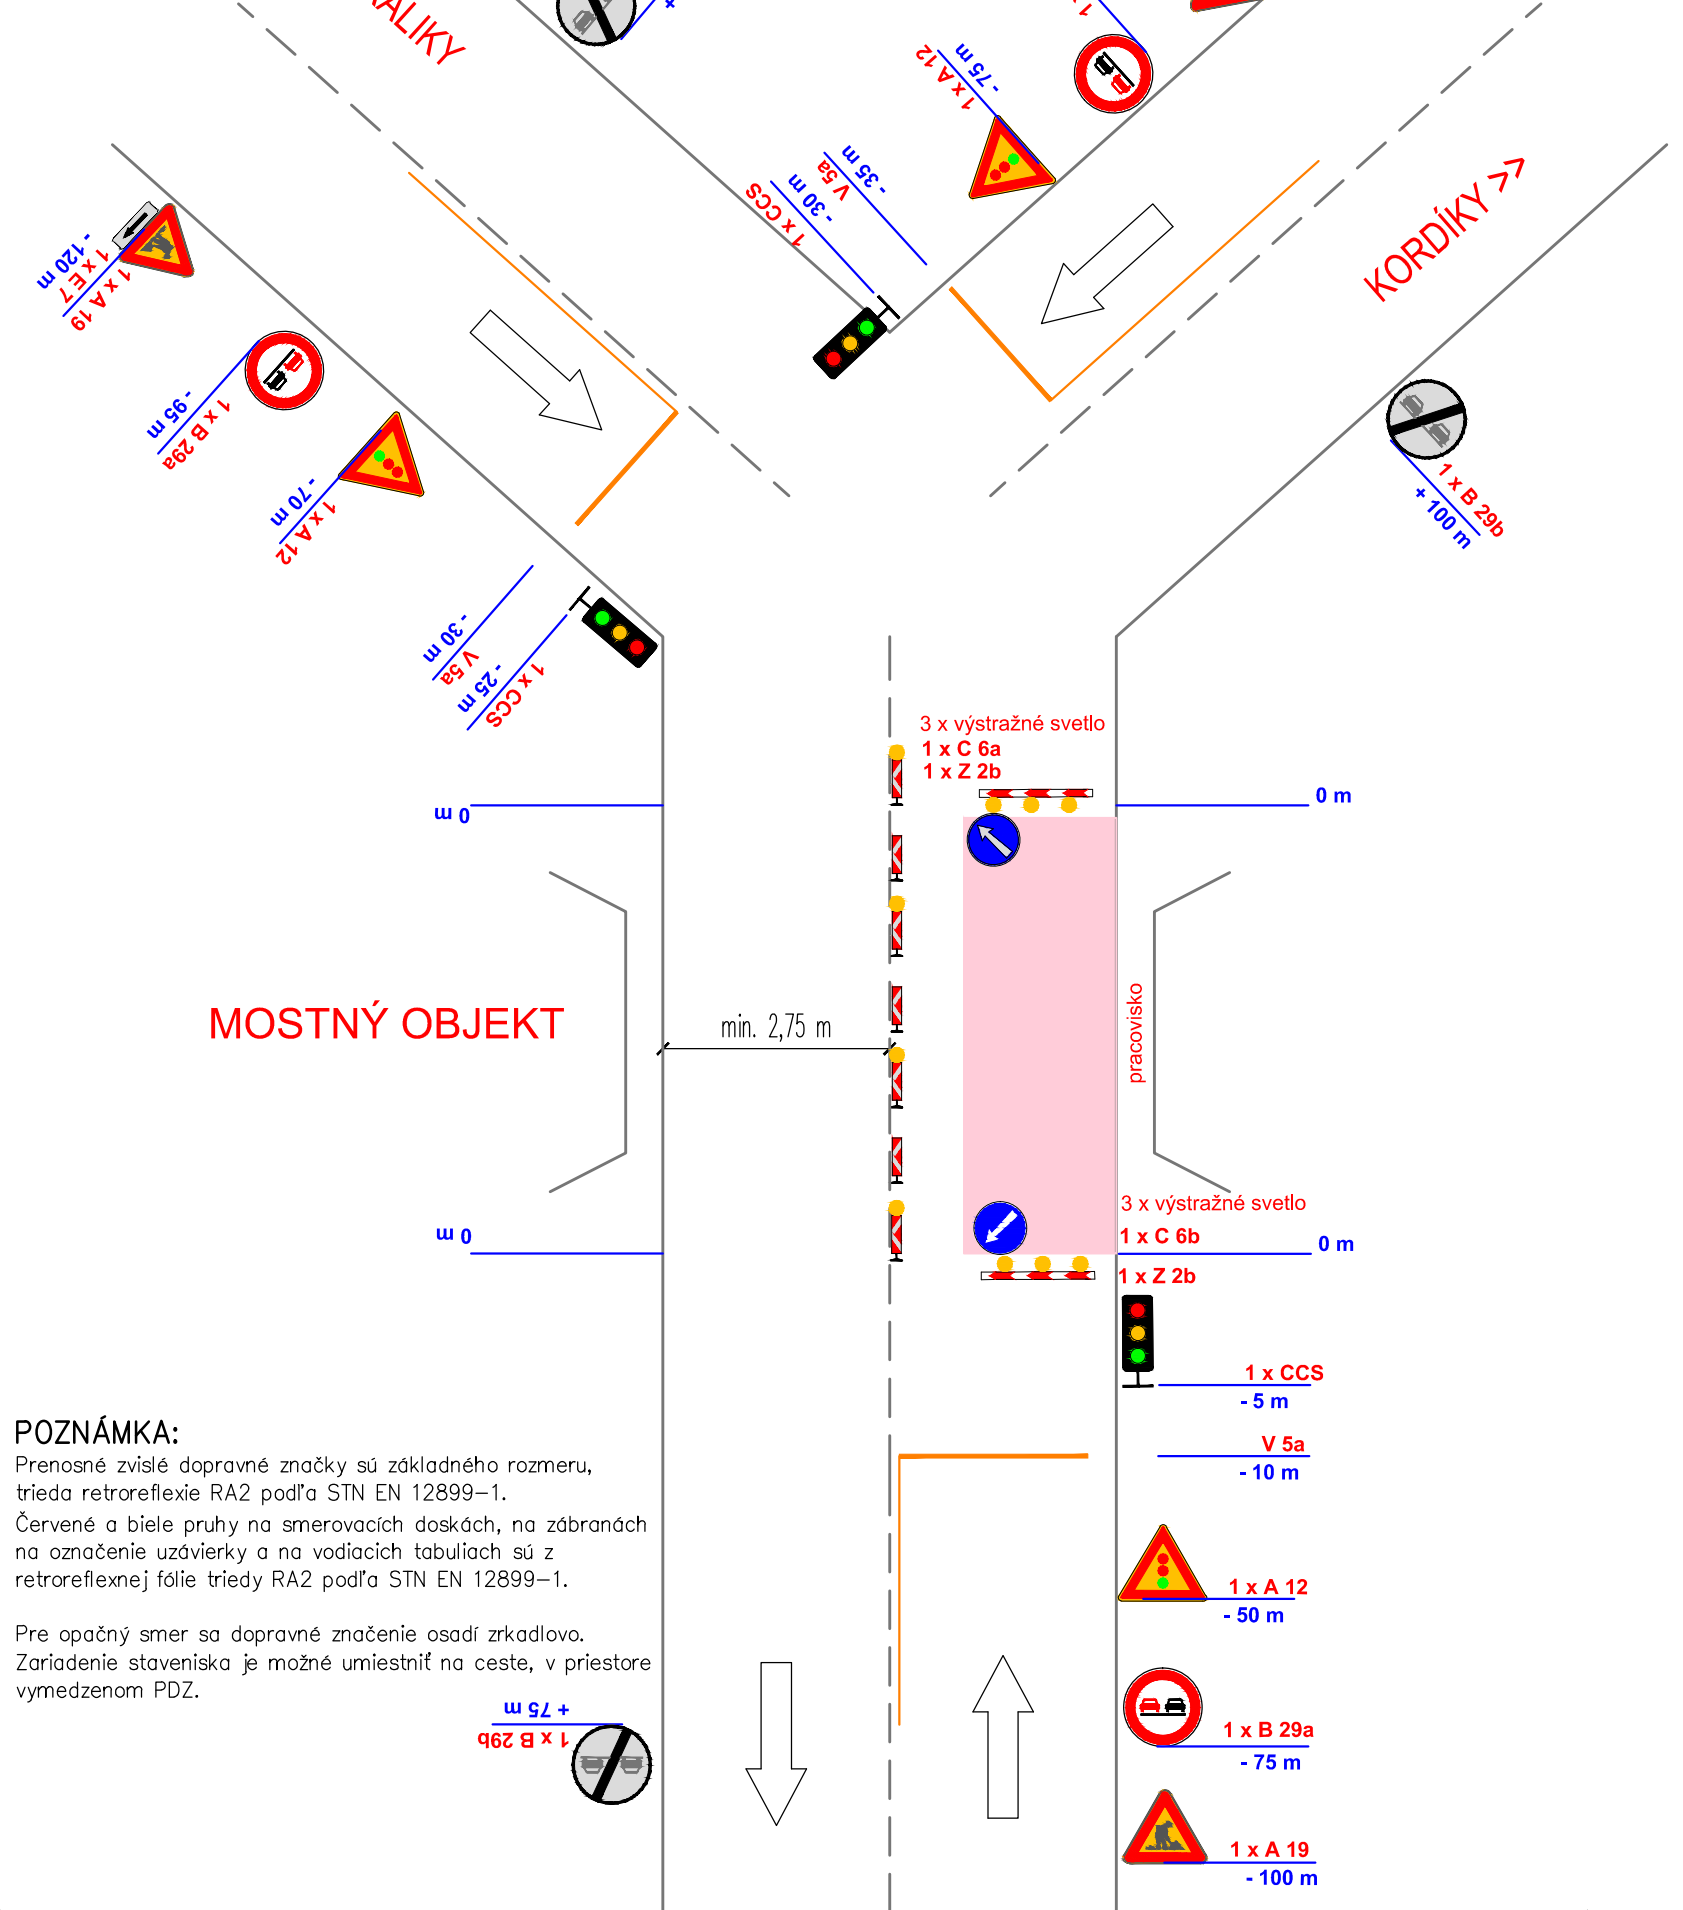 +
1 x
- 75 m
1 x A 12
KORDÍKY >>
- 35 m
V 5a
- 30 m
1 x CCS
- 120 m
1 x E 7
1 x A 19
- 95 m
1 x B 29a
- 70 m
1 x A 12
1 x B 29b
+ 100 m
- 30 m
V 5a
- 25 m
1 x CCS
3 x výstražné svetlo
1 x C 6a
1 x Z 2b
0 m
0 m
MOSTNÝ OBJEKT
min. 2,75 m
pracovisko
3 x výstražné svetlo
1 x C 6b
0 m
0 m
1 x Z 2b
1 x CCS
- 5 m
V 5a
- 10 m
1 x A 12
- 50 m
1 x B 29a
- 75 m
1 x A 19
- 100 m
POZNÁMKA:
Prenosné zvislé dopravné značky sú základného rozmeru,
trieda retroreflexie RA2 podľa STN EN 12899-1.
Červené a biele pruhy na smerovacích doskách, na zábranách
na označenie uzávierky a na vodiacich tabuliach sú z
retroreflexnej fólie triedy RA2 podľa STN EN 12899-1.
Pre opačný smer sa dopravné značenie osadí zrkadlovo.
Zariadenie staveniska je možné umiestniť na ceste, v priestore
vymedzenom PDZ.
+ 75 m
1 x B 29b